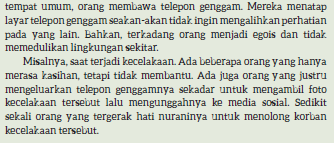 tempat umum, orang membawa telepon genggam. Mereka menatap
layar telepon genggam seakan-akan tidak ingin mengalihkan perhatian
pada yang lain. Bahkan, terkadang orang menjadi egois dan tidak
memedulikan lingkungan sekitar.
Misalnya, saat terjadi kecelakaan. Ada beberapa orang yang hanya
merasa kasihan, tetapi tidak membantu. Ada juga orang yang justru
mengeluarkan telepon genggamnya sekadar untuk mengambil foto
kecelakaan tersebut lalu mengunggahnya ke media sosial. Sedikit
sekali orang yang tergerak hati nuraninya untuk menolong korban
kecelakaan tersebut.